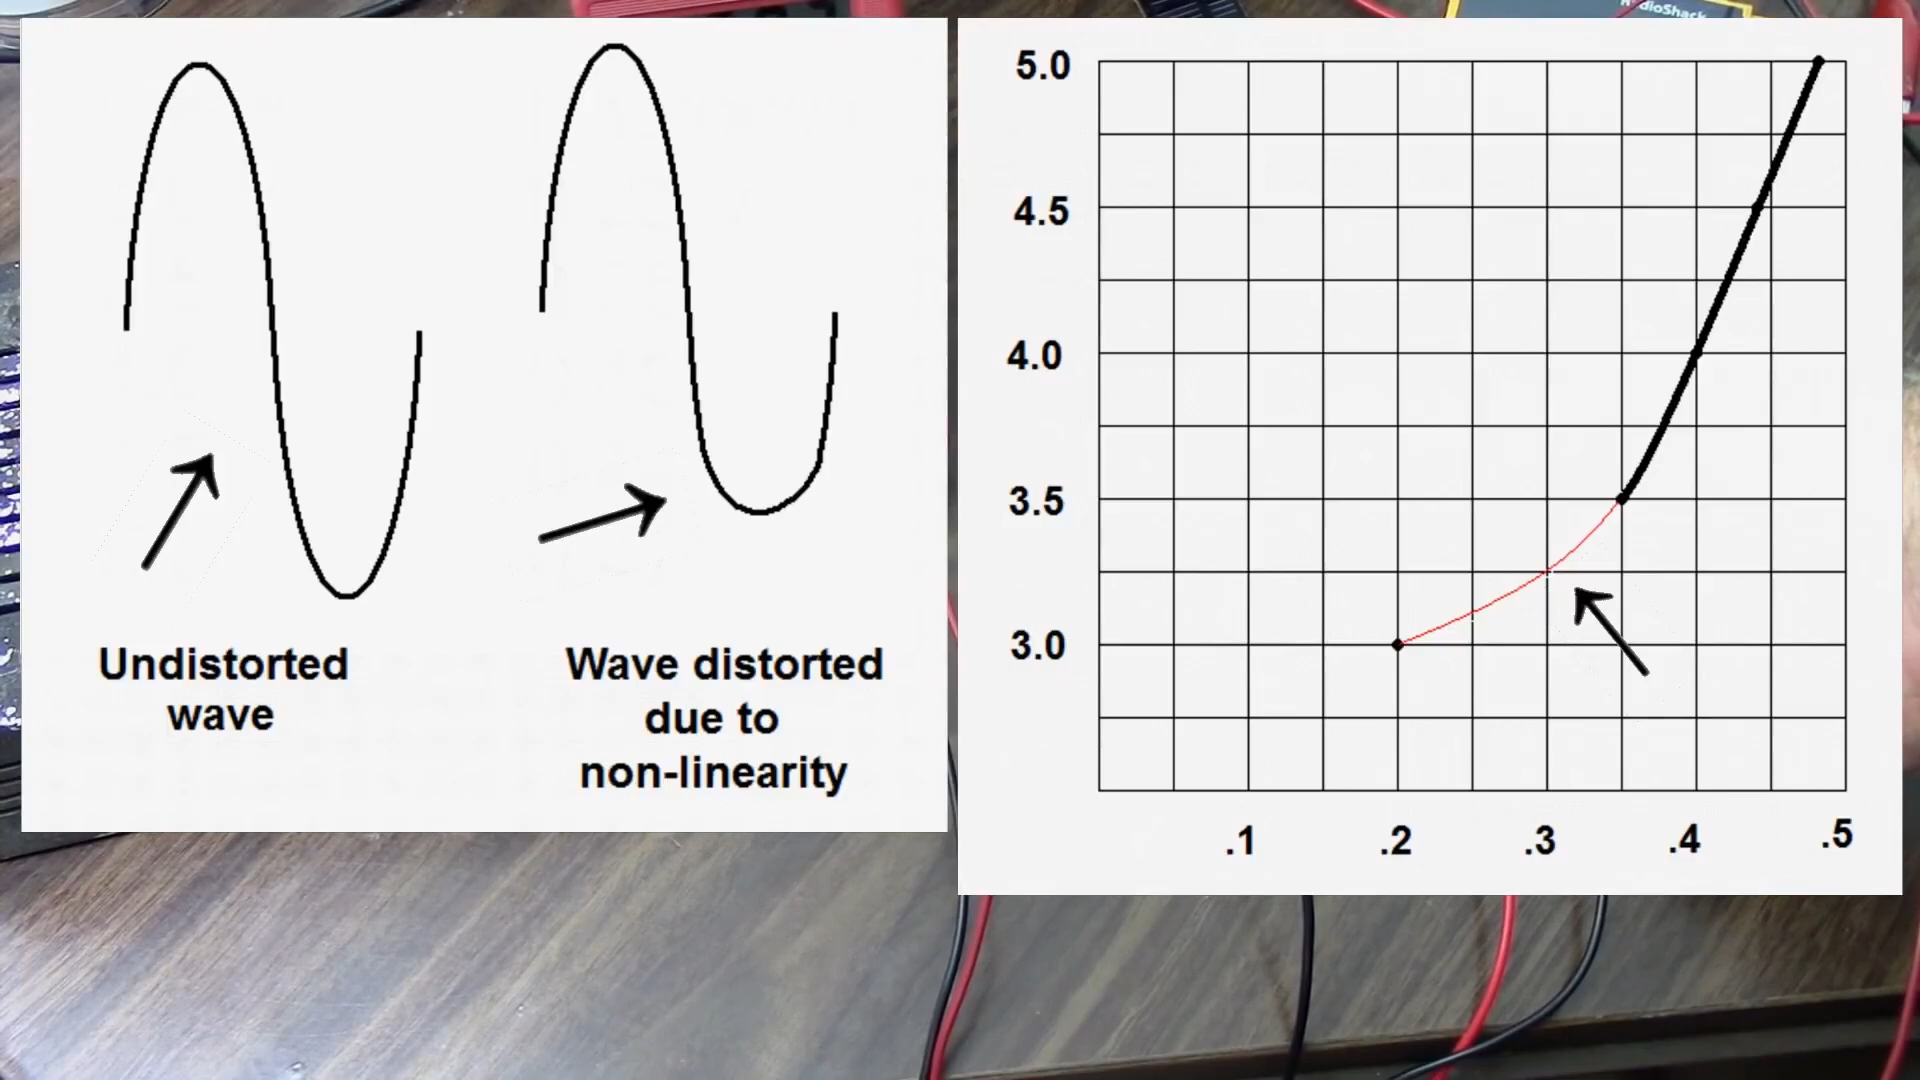 RadioShack
Undistorted
wave
Wave distorted
due to
non-linearity
5.0
4.5
4.0
3.5
3.0
.1 .2 .3 .4 .5